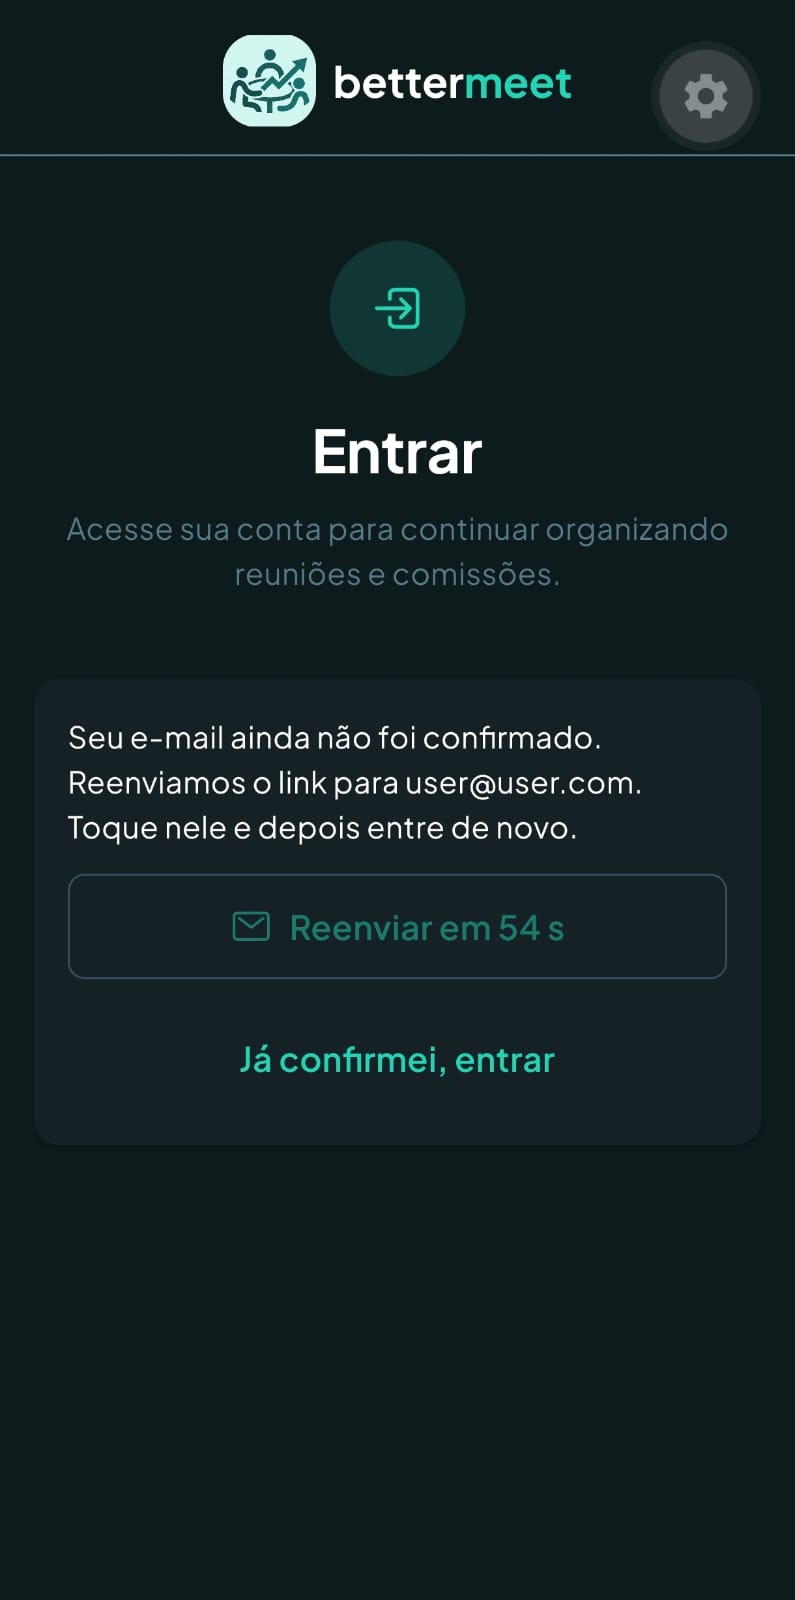 bettermeet
Entrar
Acesse sua conta para continuar organizando
reuniões e comissões.
Seu e-mail ainda não foi confirmado.
Reenviamos o link para user@user.com.
Toque nele e depois entre de novo.
Reenviar em 54 s
Já confirmei, entrar